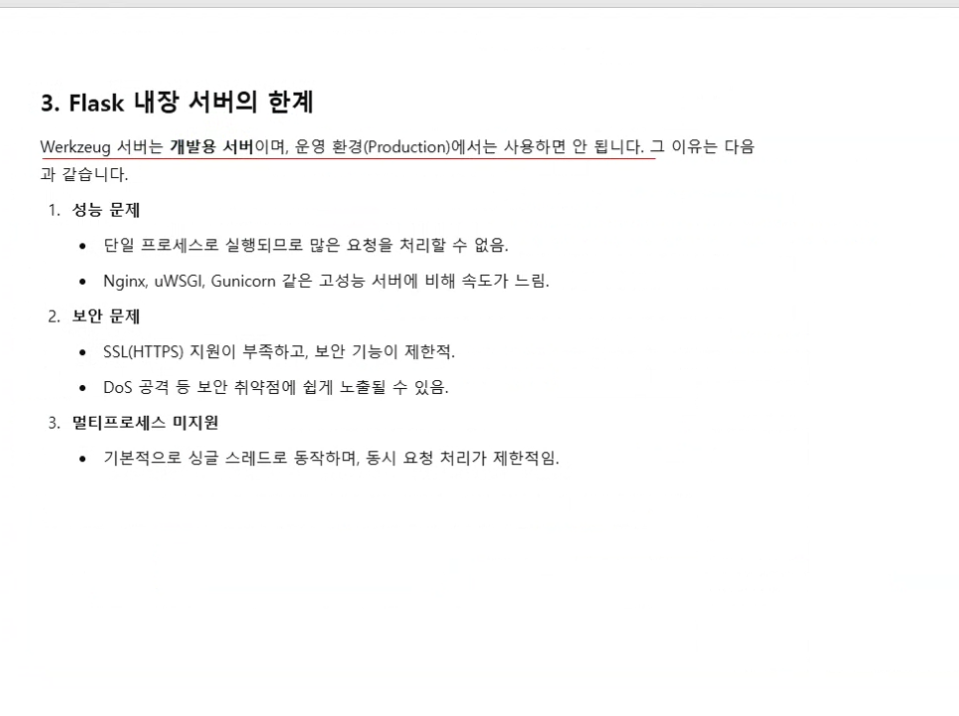 3. Flask 내장 서버의 한계
Werkzeug 서버는 개발용 서버이며, 운영 환경(Production)에서는 사용하면 안 됩니다. 그 이유는 다음
과 같습니다.
1. 성능 문제
• 단일 프로세스로 실행되므로 많은 요청을 처리할 수 없음.
• Nginx, uWSGI, Gunicorn 같은 고성능 서버에 비해 속도가 느림.
2. 보안 문제
• SSL(HTTPS) 지원이 부족하고, 보안 기능이 제한적.
• DoS 공격 등 보안 취약점에 쉽게 노출될 수 있음.
3. 멀티프로세스 미지원
• 기본적으로 싱글 스레드로 동작하며, 동시 요청 처리가 제한적임.